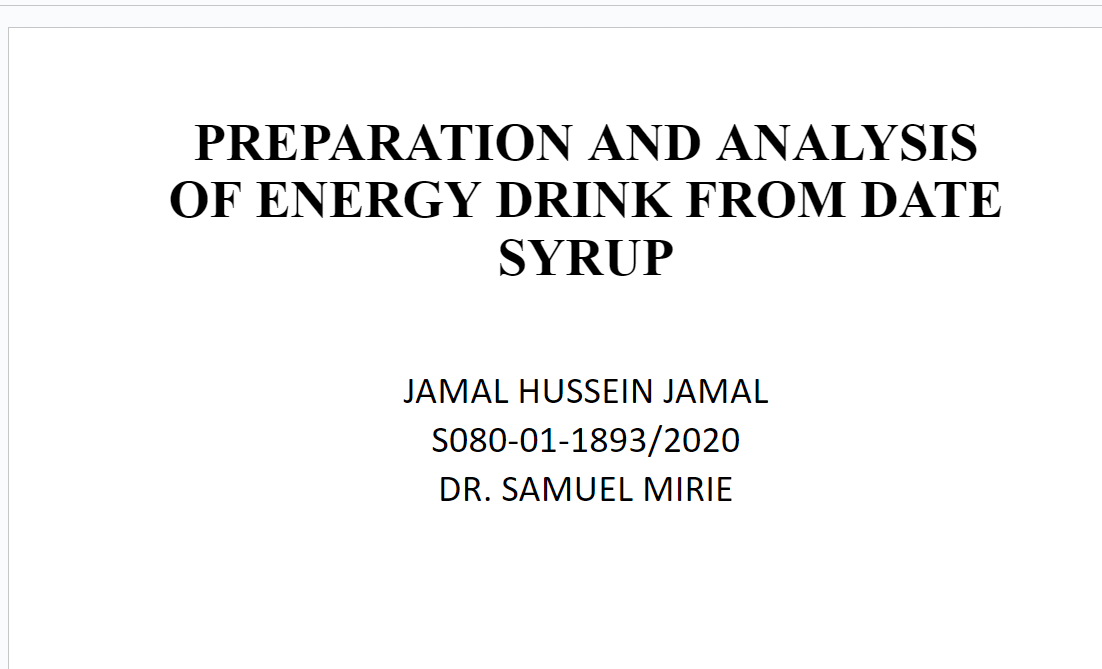 PREPARATION AND ANALYSIS
OF ENERGY DRINK FROM DATE
SYRUP
JAMAL HUSSEIN JAMAL
S080-01-1893/2020
DR. SAMUEL MIRIE